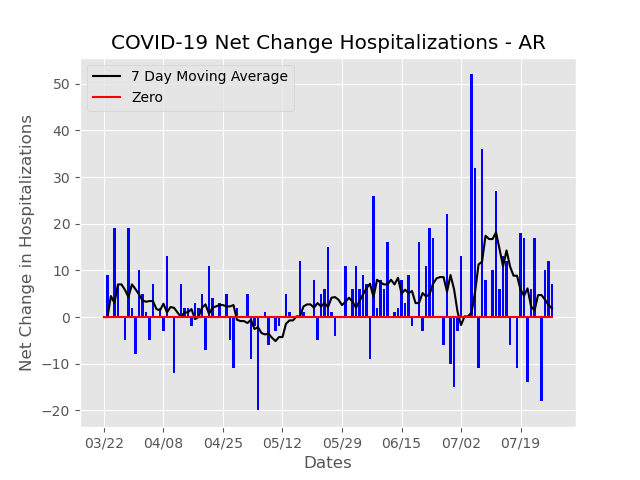 COVID-19 Net Change Hospitalizations - AR
7 Day Moving Average
Zero
Net Change in Hospitalizations
50
40
30
20
10
0
−10
−20
03/22 04/08 04/25 05/12 05/29 06/15 07/02 07/19
Dates